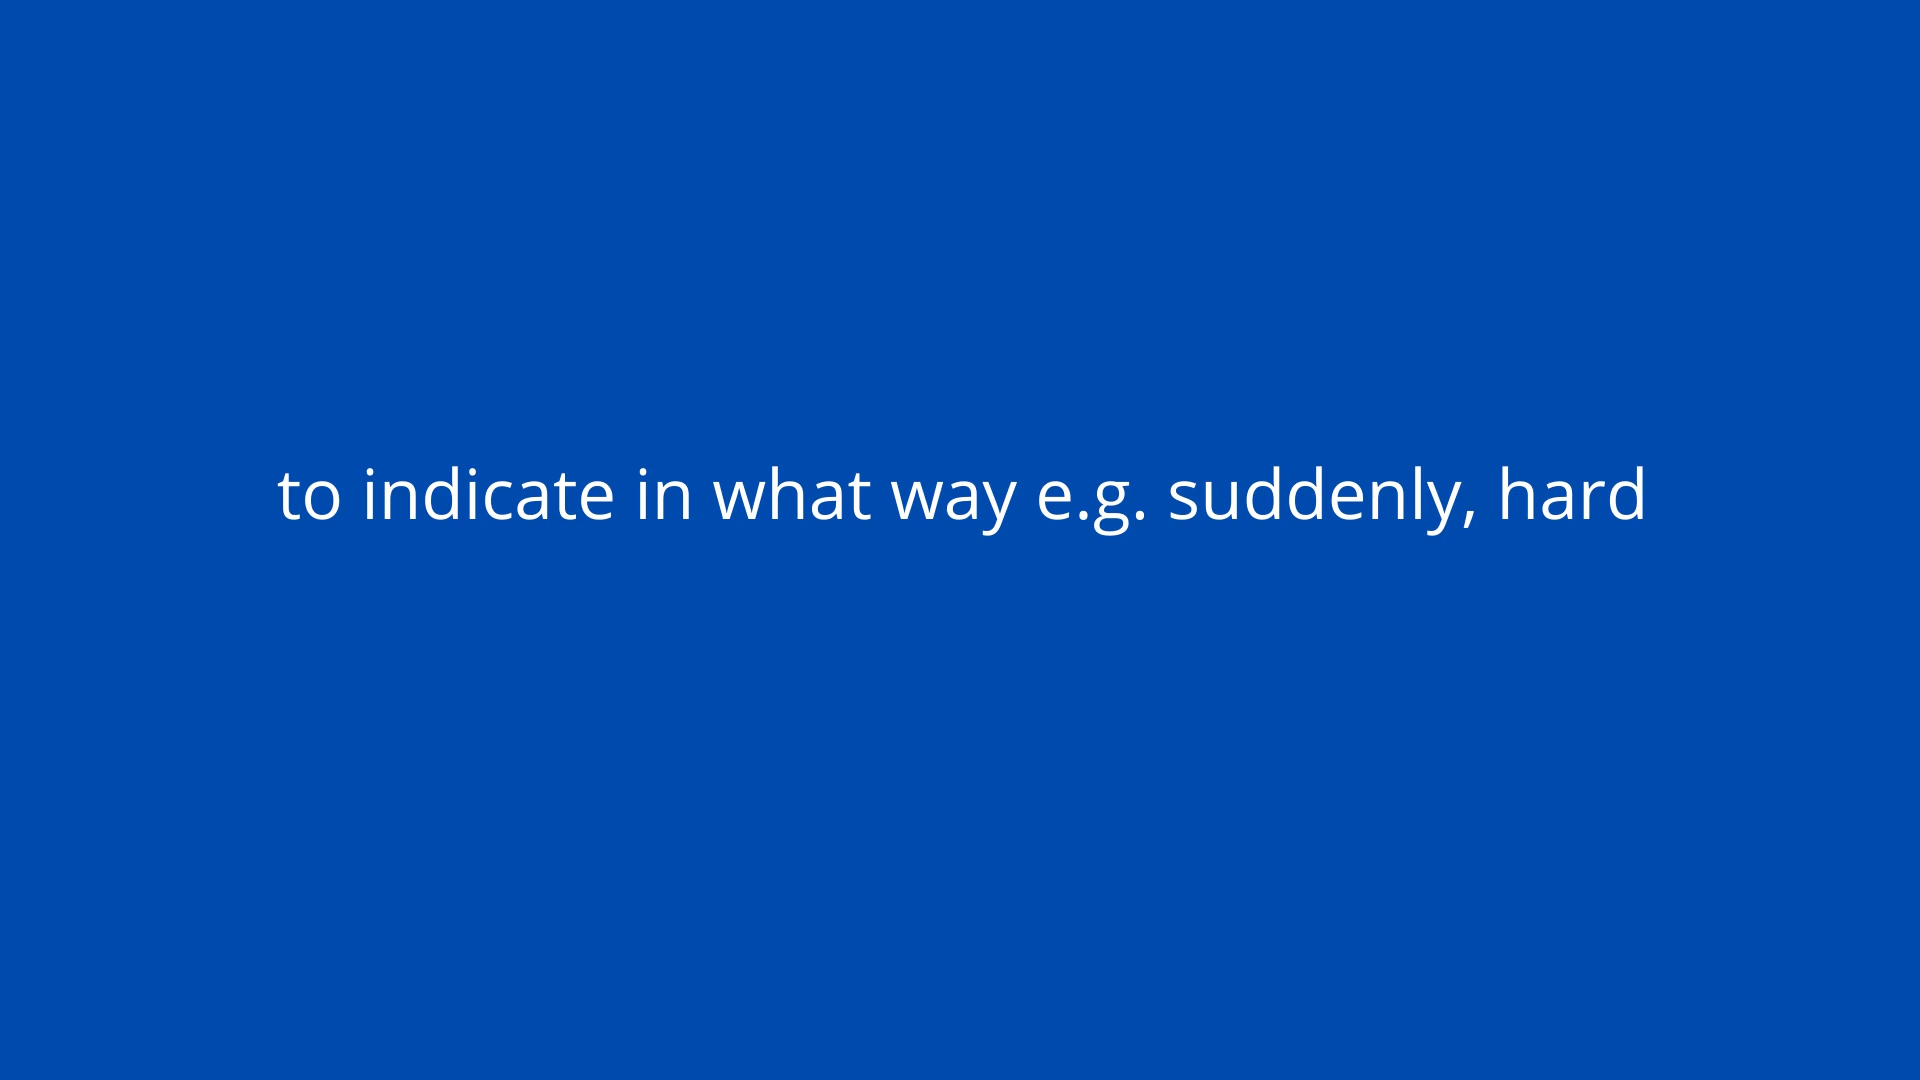 to indicate in what way e.g. suddenly, hard